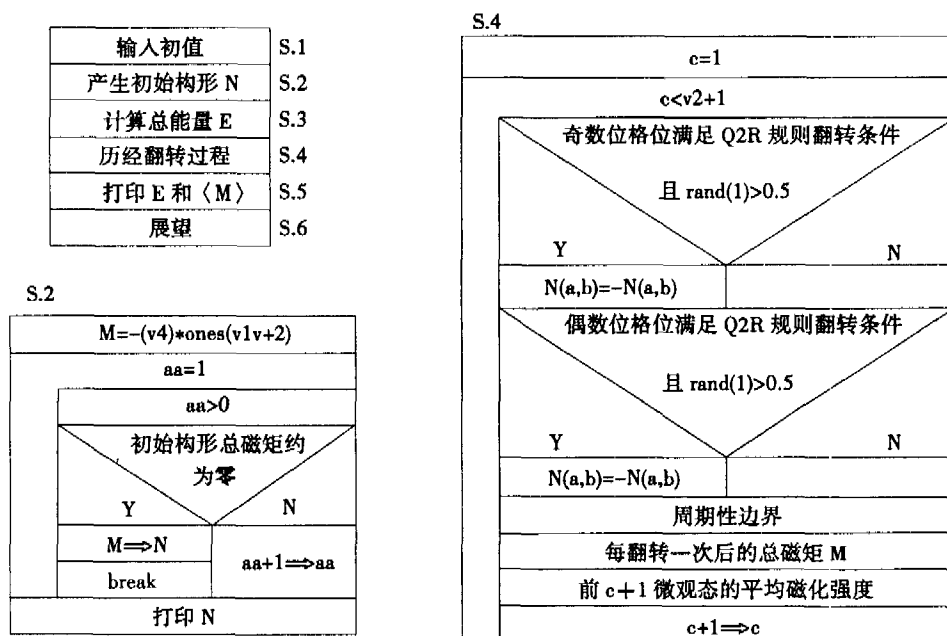 输入初值 S.1
产生初始构形 N S.2
计算总能量 E S.3
历经翻转过程 S.4
打印 E 和〈M〉 S.5
展望 S.6
S.2
M=-(v4)*ones(v1v+2)
aa=1
aa>0
初始构形总磁矩约
为零
Y N
M⟹N
break
aa+1⟹aa
打印 N
S.4
c=1
c<v2+1
奇数位格位满足 Q2R 规则翻转条件
且 rand(1)>0.5
Y N
N(a,b)=-N(a,b)
偶数位格位满足 Q2R 规则翻转条件
且 rand(1)>0.5
Y N
N(a,b)=-N(a,b)
周期性边界
每翻转一次后的总磁矩 M
前 c+1 微观态的平均磁化强度
c+1⟹c